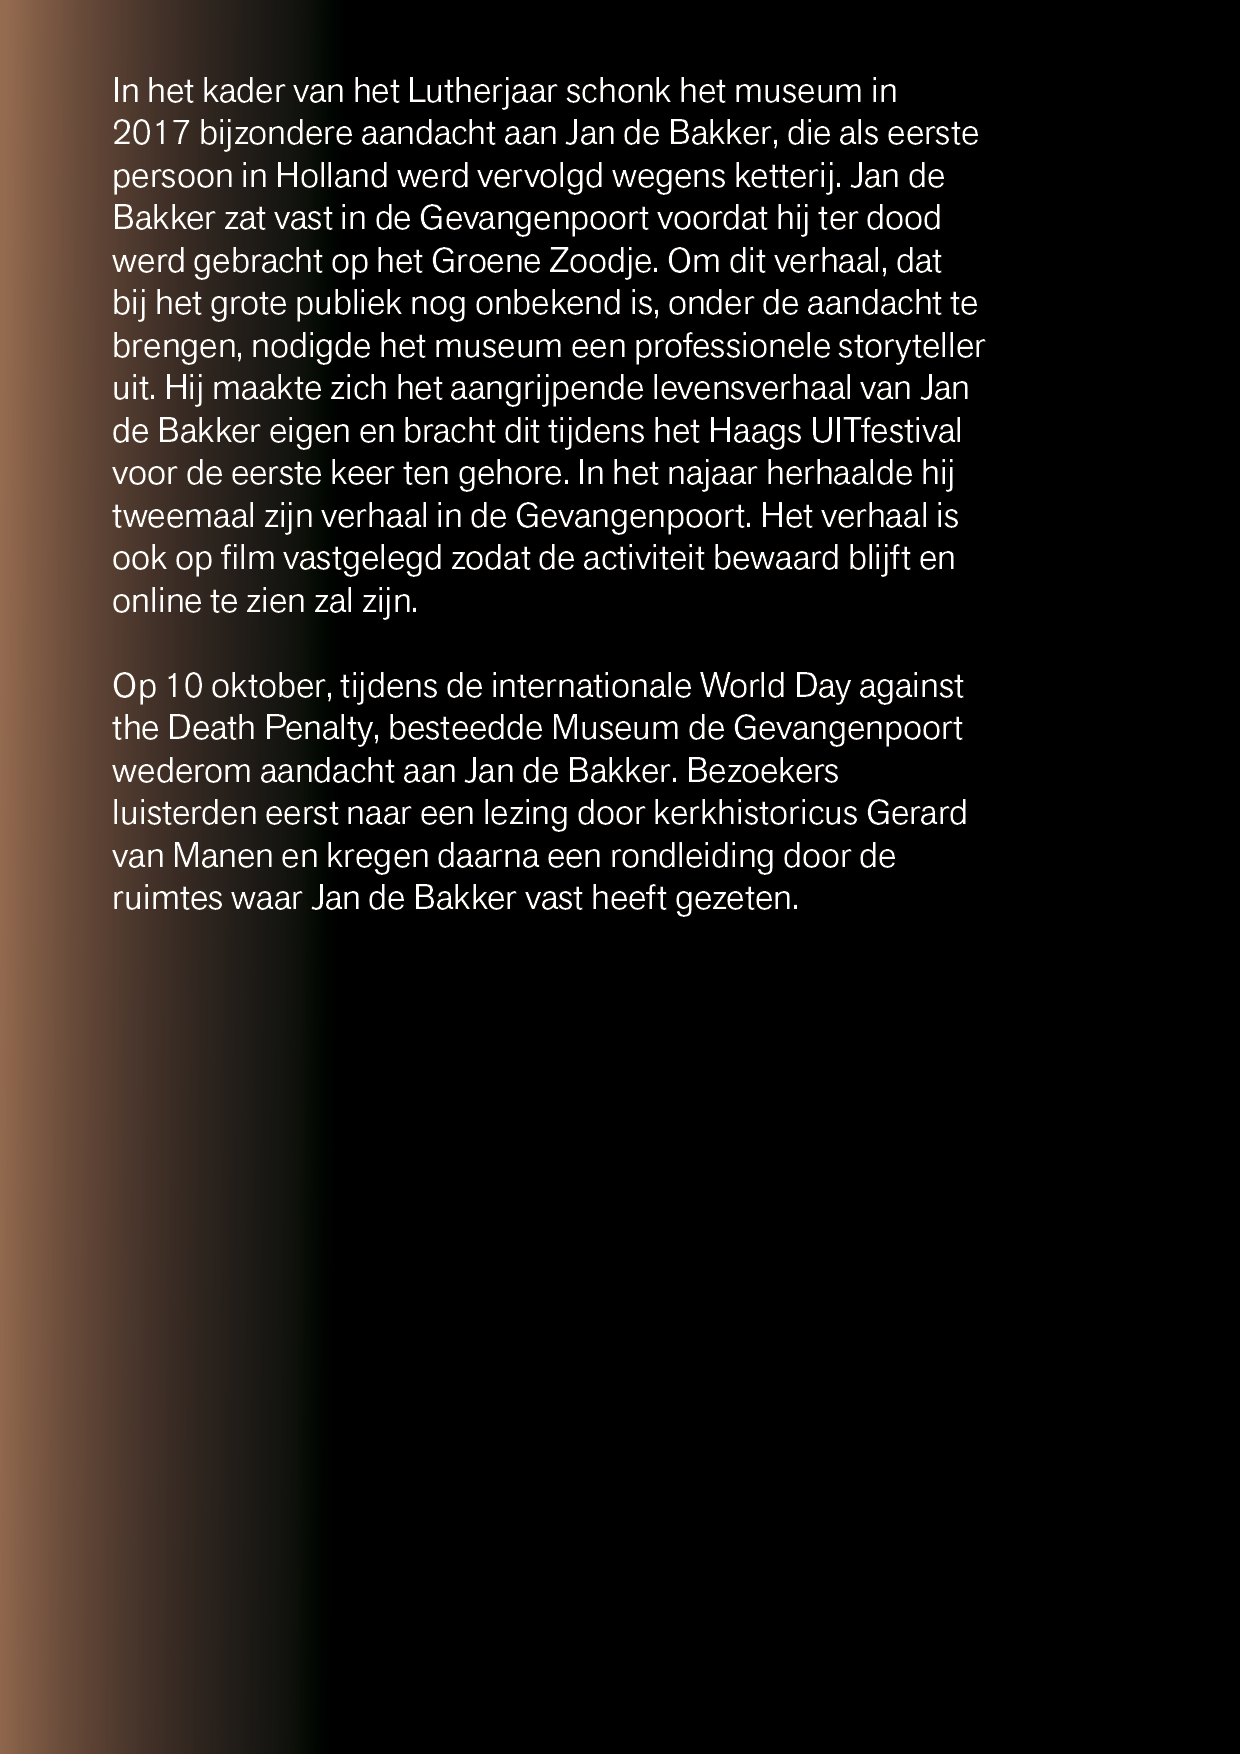 In het kader van het Lutherjaar schonk het museum in
2017 bijzondere aandacht aan Jan de Bakker, die als eerste
persoon in Holland werd vervolgd wegens ketterij. Jan de
Bakker zat vast in de Gevangenpoort voordat hij ter dood
werd gebracht op het Groene Zoodje. Om dit verhaal, dat
bij het grote publiek nog onbekend is, onder de aandacht te
brengen, nodigde het museum een professionele storyteller
uit. Hij maakte zich het aangrijpende levensverhaal van Jan
de Bakker eigen en bracht dit tijdens het Haags UITfestival
voor de eerste keer ten gehore. In het najaar herhaalde hij
tweemaal zijn verhaal in de Gevangenpoort. Het verhaal is
ook op film vastgelegd zodat de activiteit bewaard blijft en
online te zien zal zijn.

Op 10 oktober, tijdens de internationale World Day against
the Death Penalty, besteedde Museum de Gevangenpoort
wederom aandacht aan Jan de Bakker. Bezoekers
luisterden eerst naar een lezing door kerkhistoricus Gerard
van Manen en kregen daarna een rondleiding door de
ruimtes waar Jan de Bakker vast heeft gezeten.